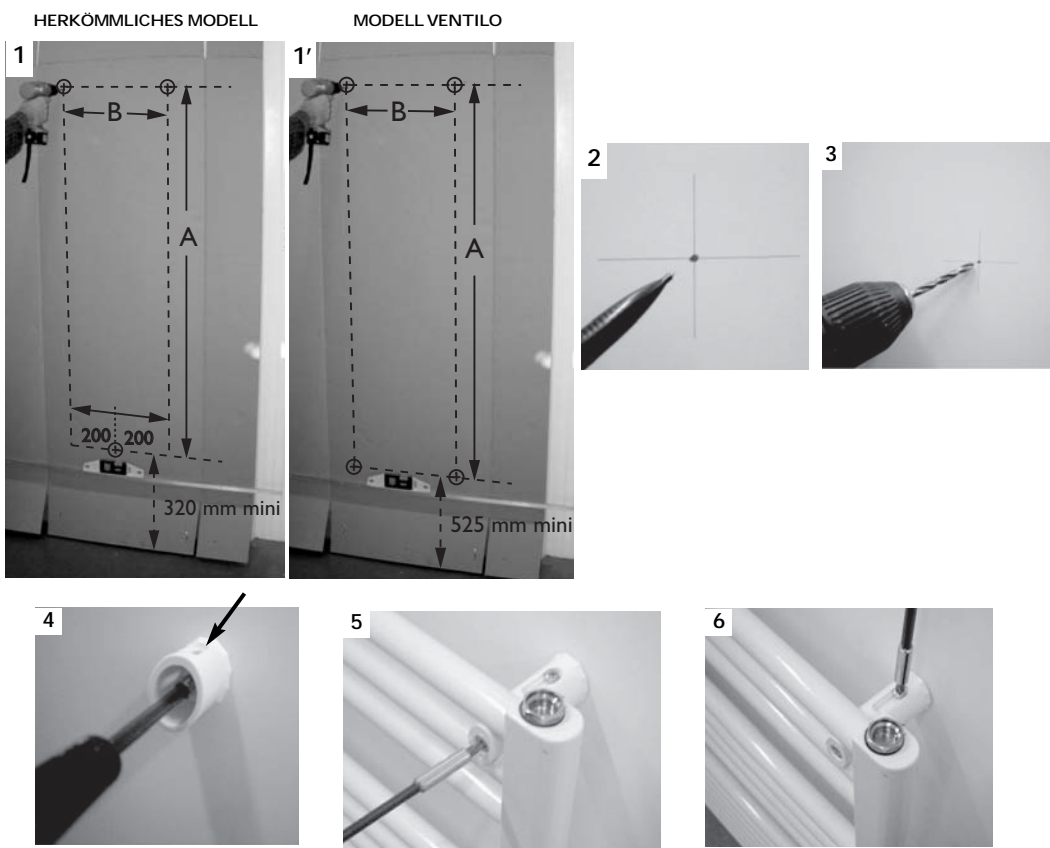 HERKÖMMLICHES MODELL
MODELL VENTILO
1
B
A
200 200
320 mm mini
1’
B
A
525 mm mini
2
3
4
5
6